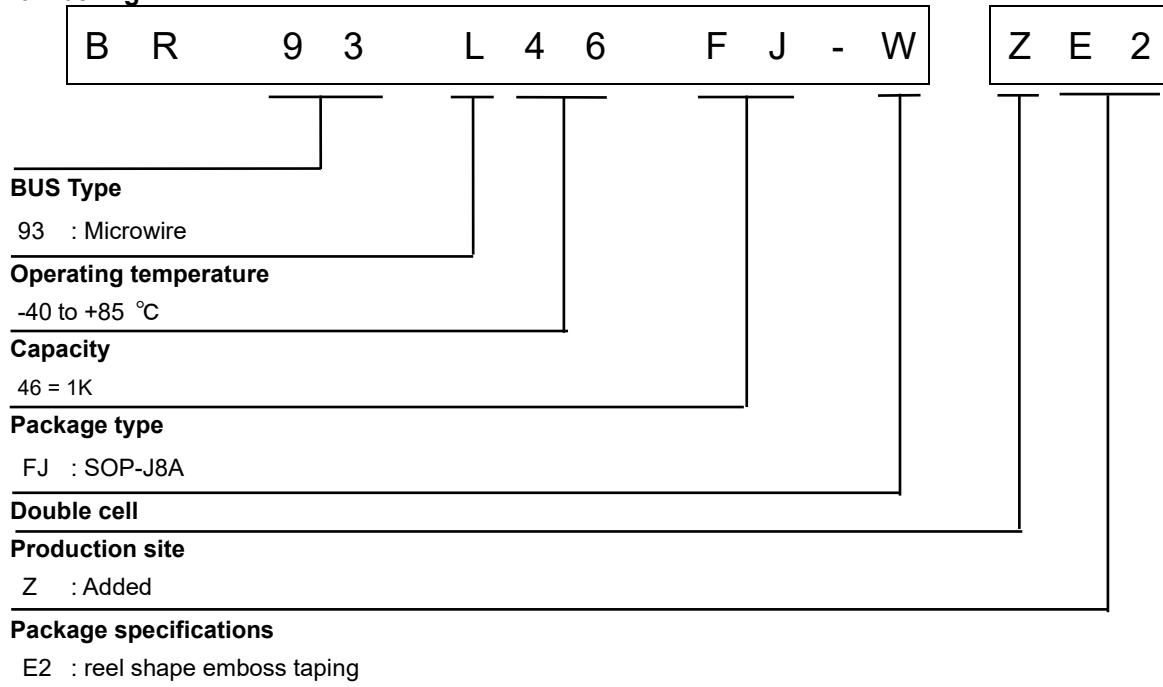 B R 9 3 L 4 6 F J - W Z E 2
BUS Type
93 : Microwire
Operating temperature
-40 to +85 ℃
Capacity
46 = 1K
Package type
FJ : SOP-J8A
Double cell
Production site
Z : Added
Package specifications
E2 : reel shape emboss taping